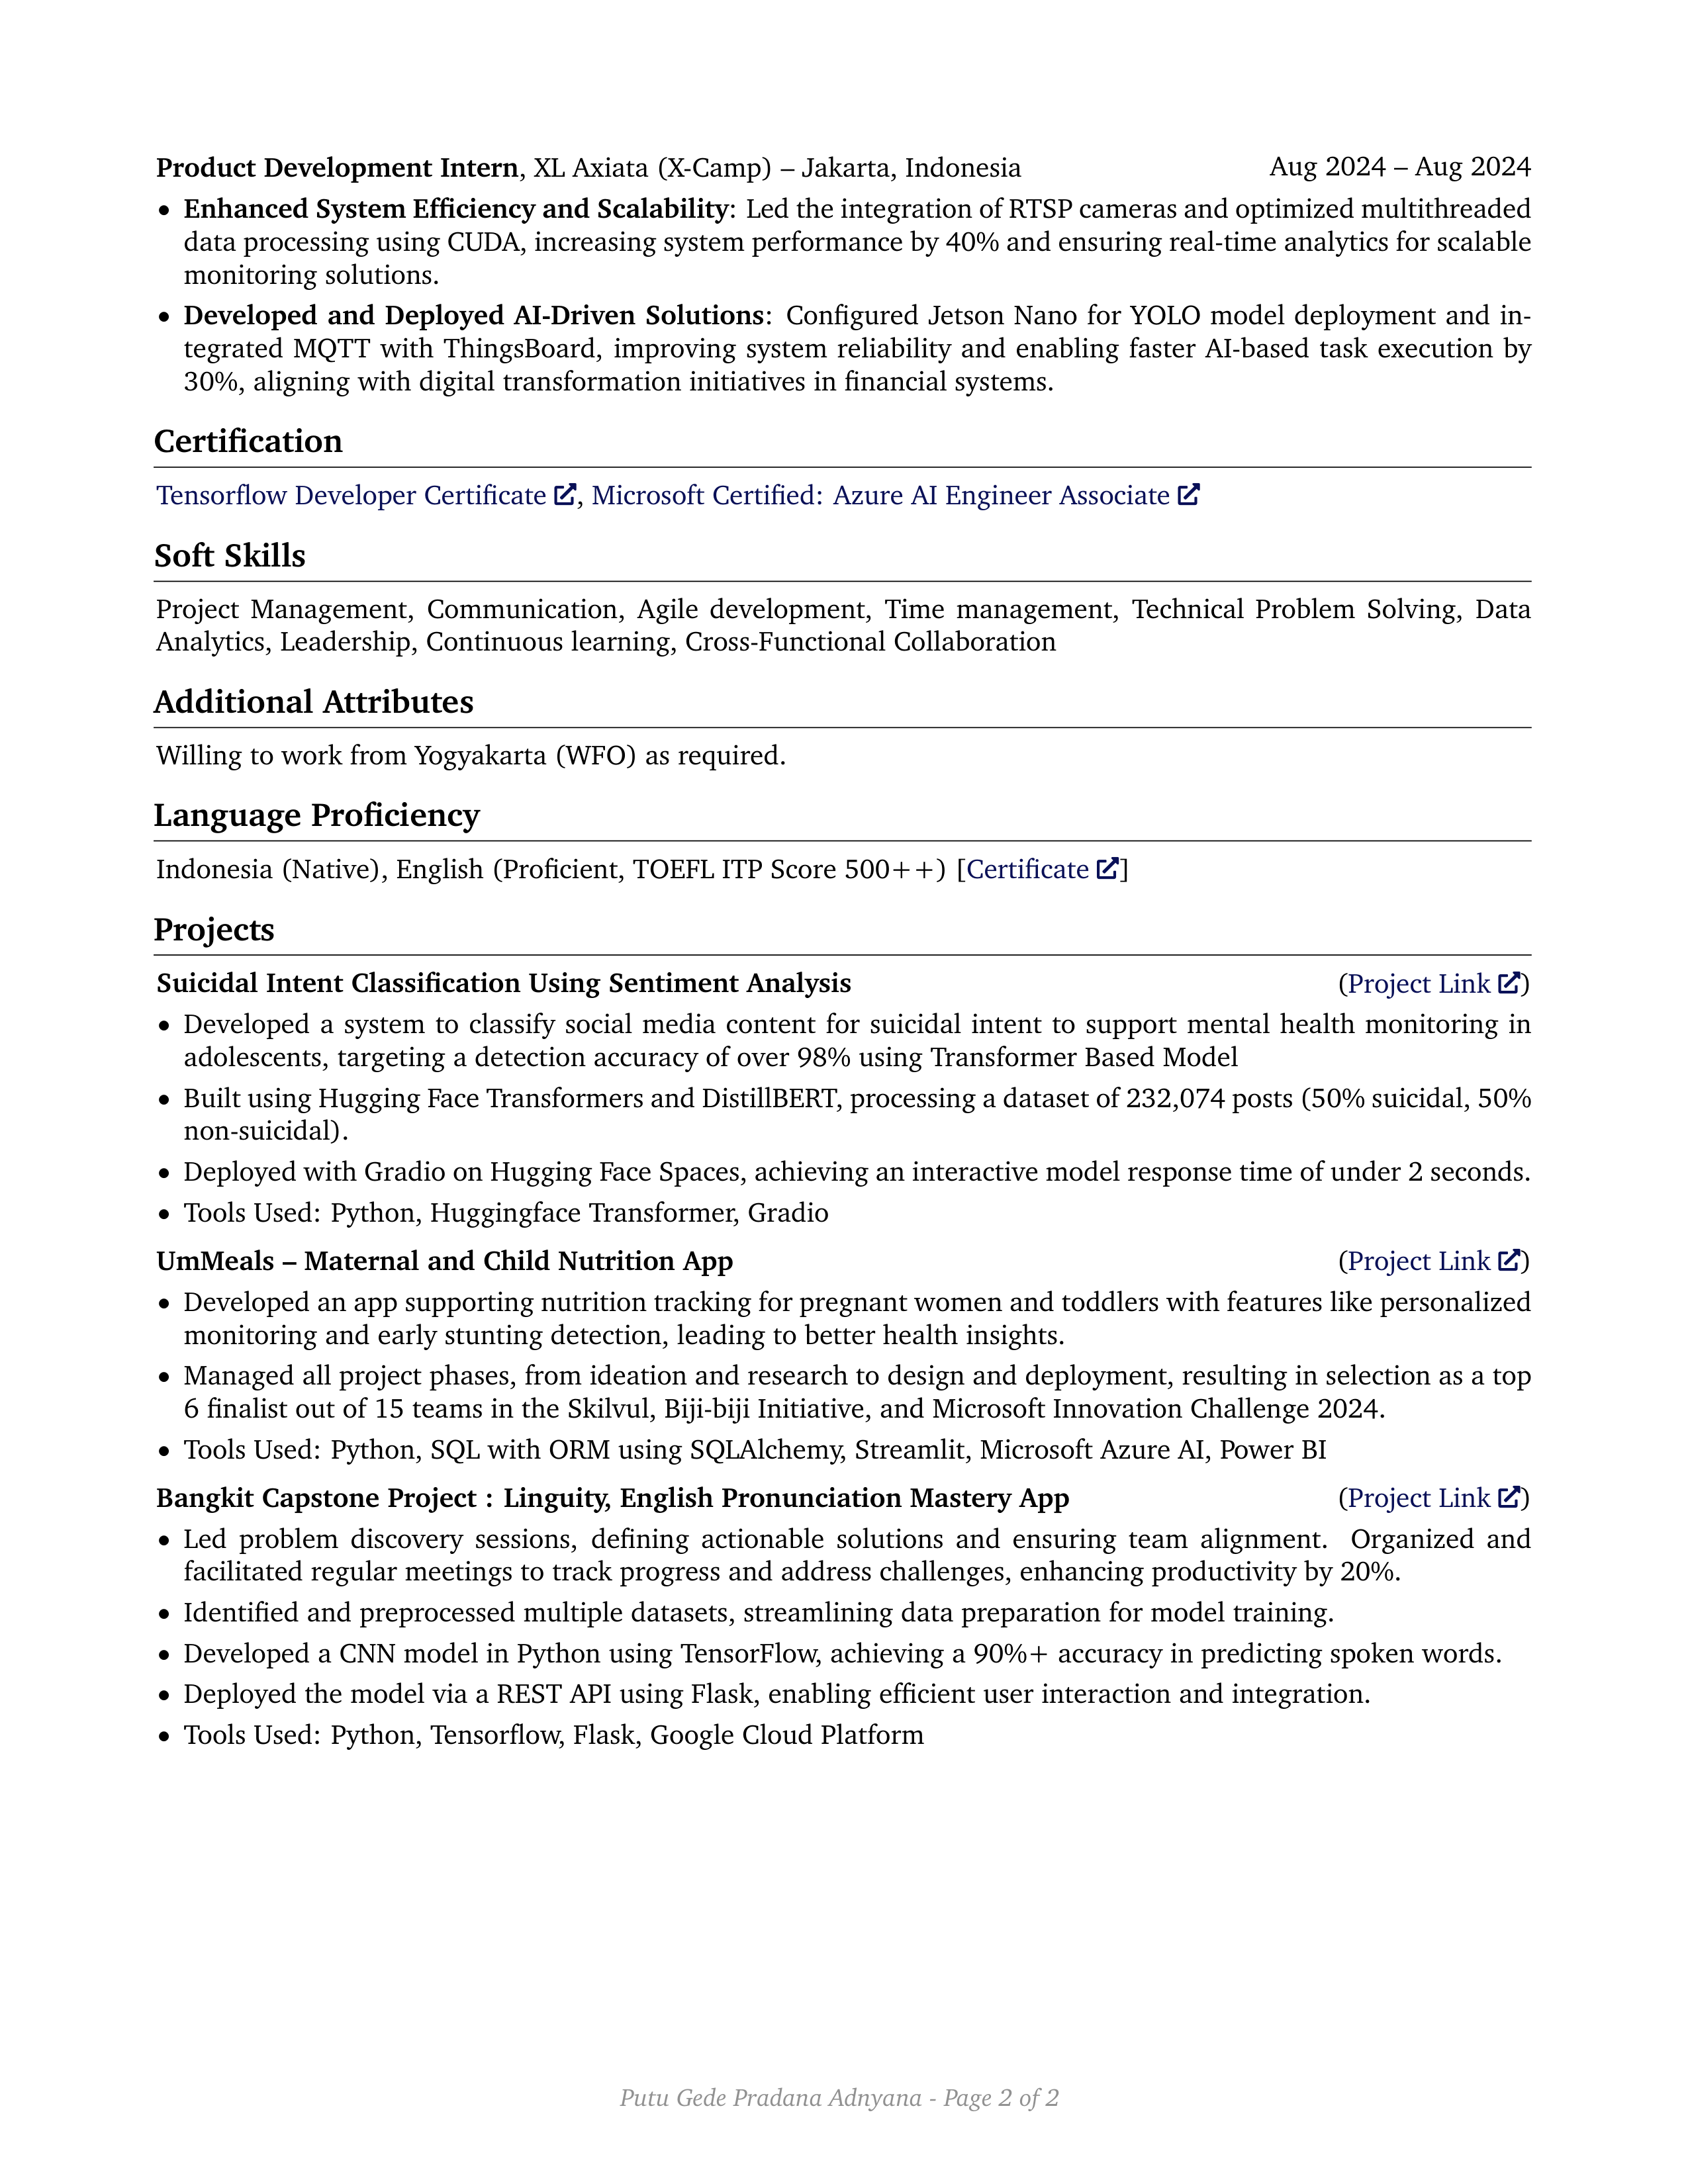 Product Development Intern, XL Axiata (X-Camp) – Jakarta, Indonesia Aug 2024 – Aug 2024
• Enhanced System Efficiency and Scalability: Led the integration of RTSP cameras and optimized multithreaded
data processing using CUDA, increasing system performance by 40% and ensuring real-time analytics for scalable
monitoring solutions.
• Developed and Deployed AI-Driven Solutions: Configured Jetson Nano for YOLO model deployment and in-
tegrated MQTT with ThingsBoard, improving system reliability and enabling faster AI-based task execution by
30%, aligning with digital transformation initiatives in financial systems.
Certification
Tensorflow Developer Certificate, Microsoft Certified: Azure AI Engineer Associate
Soft Skills
Project Management, Communication, Agile development, Time management, Technical Problem Solving, Data
Analytics, Leadership, Continuous learning, Cross-Functional Collaboration
Additional Attributes
Willing to work from Yogyakarta (WFO) as required.
Language Proficiency
Indonesia (Native), English (Proficient, TOEFL ITP Score 500++) [Certificate]
Projects
Suicidal Intent Classification Using Sentiment Analysis (Project Link)
• Developed a system to classify social media content for suicidal intent to support mental health monitoring in
adolescents, targeting a detection accuracy of over 98% using Transformer Based Model
• Built using Hugging Face Transformers and DistillBERT, processing a dataset of 232,074 posts (50% suicidal, 50%
non-suicidal).
• Deployed with Gradio on Hugging Face Spaces, achieving an interactive model response time of under 2 seconds.
• Tools Used: Python, Huggingface Transformer, Gradio
UmMeals – Maternal and Child Nutrition App (Project Link)
• Developed an app supporting nutrition tracking for pregnant women and toddlers with features like personalized
monitoring and early stunting detection, leading to better health insights.
• Managed all project phases, from ideation and research to design and deployment, resulting in selection as a top
6 finalist out of 15 teams in the Skilvul, Biji-biji Initiative, and Microsoft Innovation Challenge 2024.
• Tools Used: Python, SQL with ORM using SQLAlchemy, Streamlit, Microsoft Azure AI, Power BI
Bangkit Capstone Project : Linguity, English Pronunciation Mastery App (Project Link)
• Led problem discovery sessions, defining actionable solutions and ensuring team alignment. Organized and
facilitated regular meetings to track progress and address challenges, enhancing productivity by 20%.
• Identified and preprocessed multiple datasets, streamlining data preparation for model training.
• Developed a CNN model in Python using TensorFlow, achieving a 90%+ accuracy in predicting spoken words.
• Deployed the model via a REST API using Flask, enabling efficient user interaction and integration.
• Tools Used: Python, Tensorflow, Flask, Google Cloud Platform
Putu Gede Pradana Adnyana - Page 2 of 2